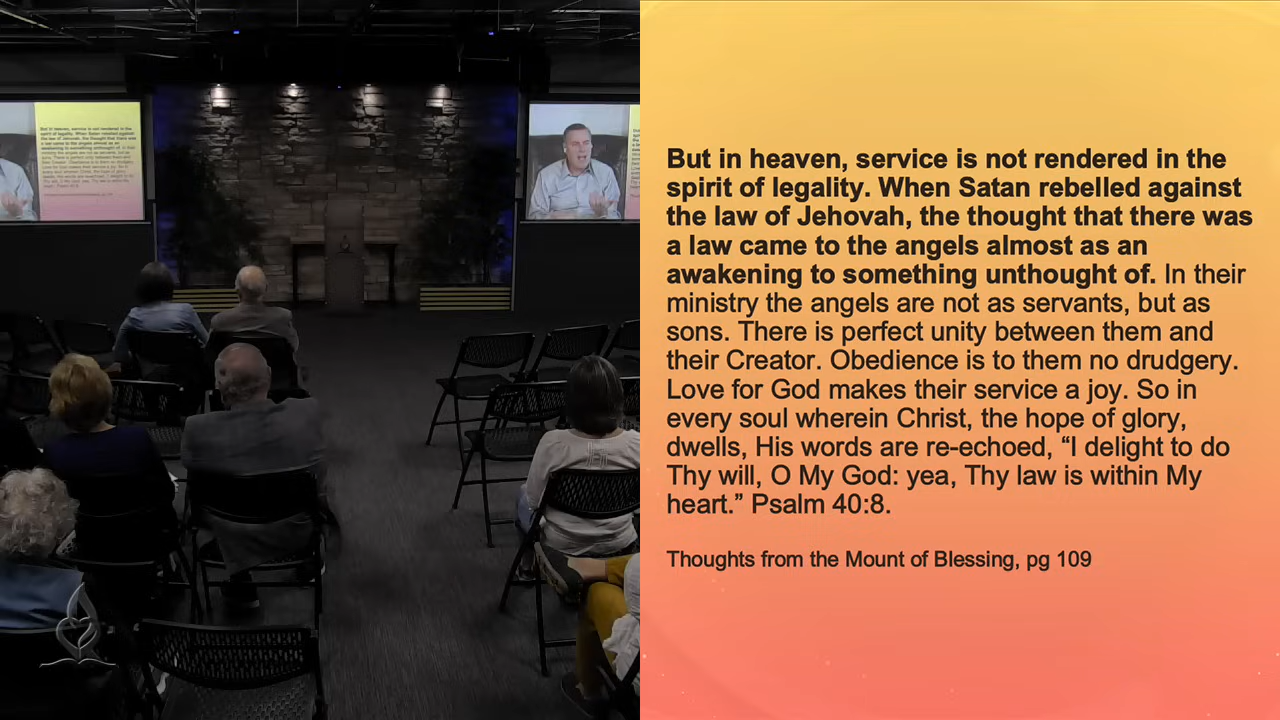 But in heaven, service is not rendered in the
spirit of legality. When Satan rebelled against
the law of Jehovah, the thought that there was
a law came to the angels almost as an
awakening to something unthought of. In their
ministry the angels are not as servants, but as
sons. There is perfect unity between them and
their Creator. Obedience is to them no drudgery.
Love for God makes their service a joy. So in
every soul wherein Christ, the hope of glory,
dwells, His words are re-echoed, “I delight to do
Thy will, O My God: yea, Thy law is within My
heart.” Psalm 40:8.
Thoughts from the Mount of Blessing, pg 109